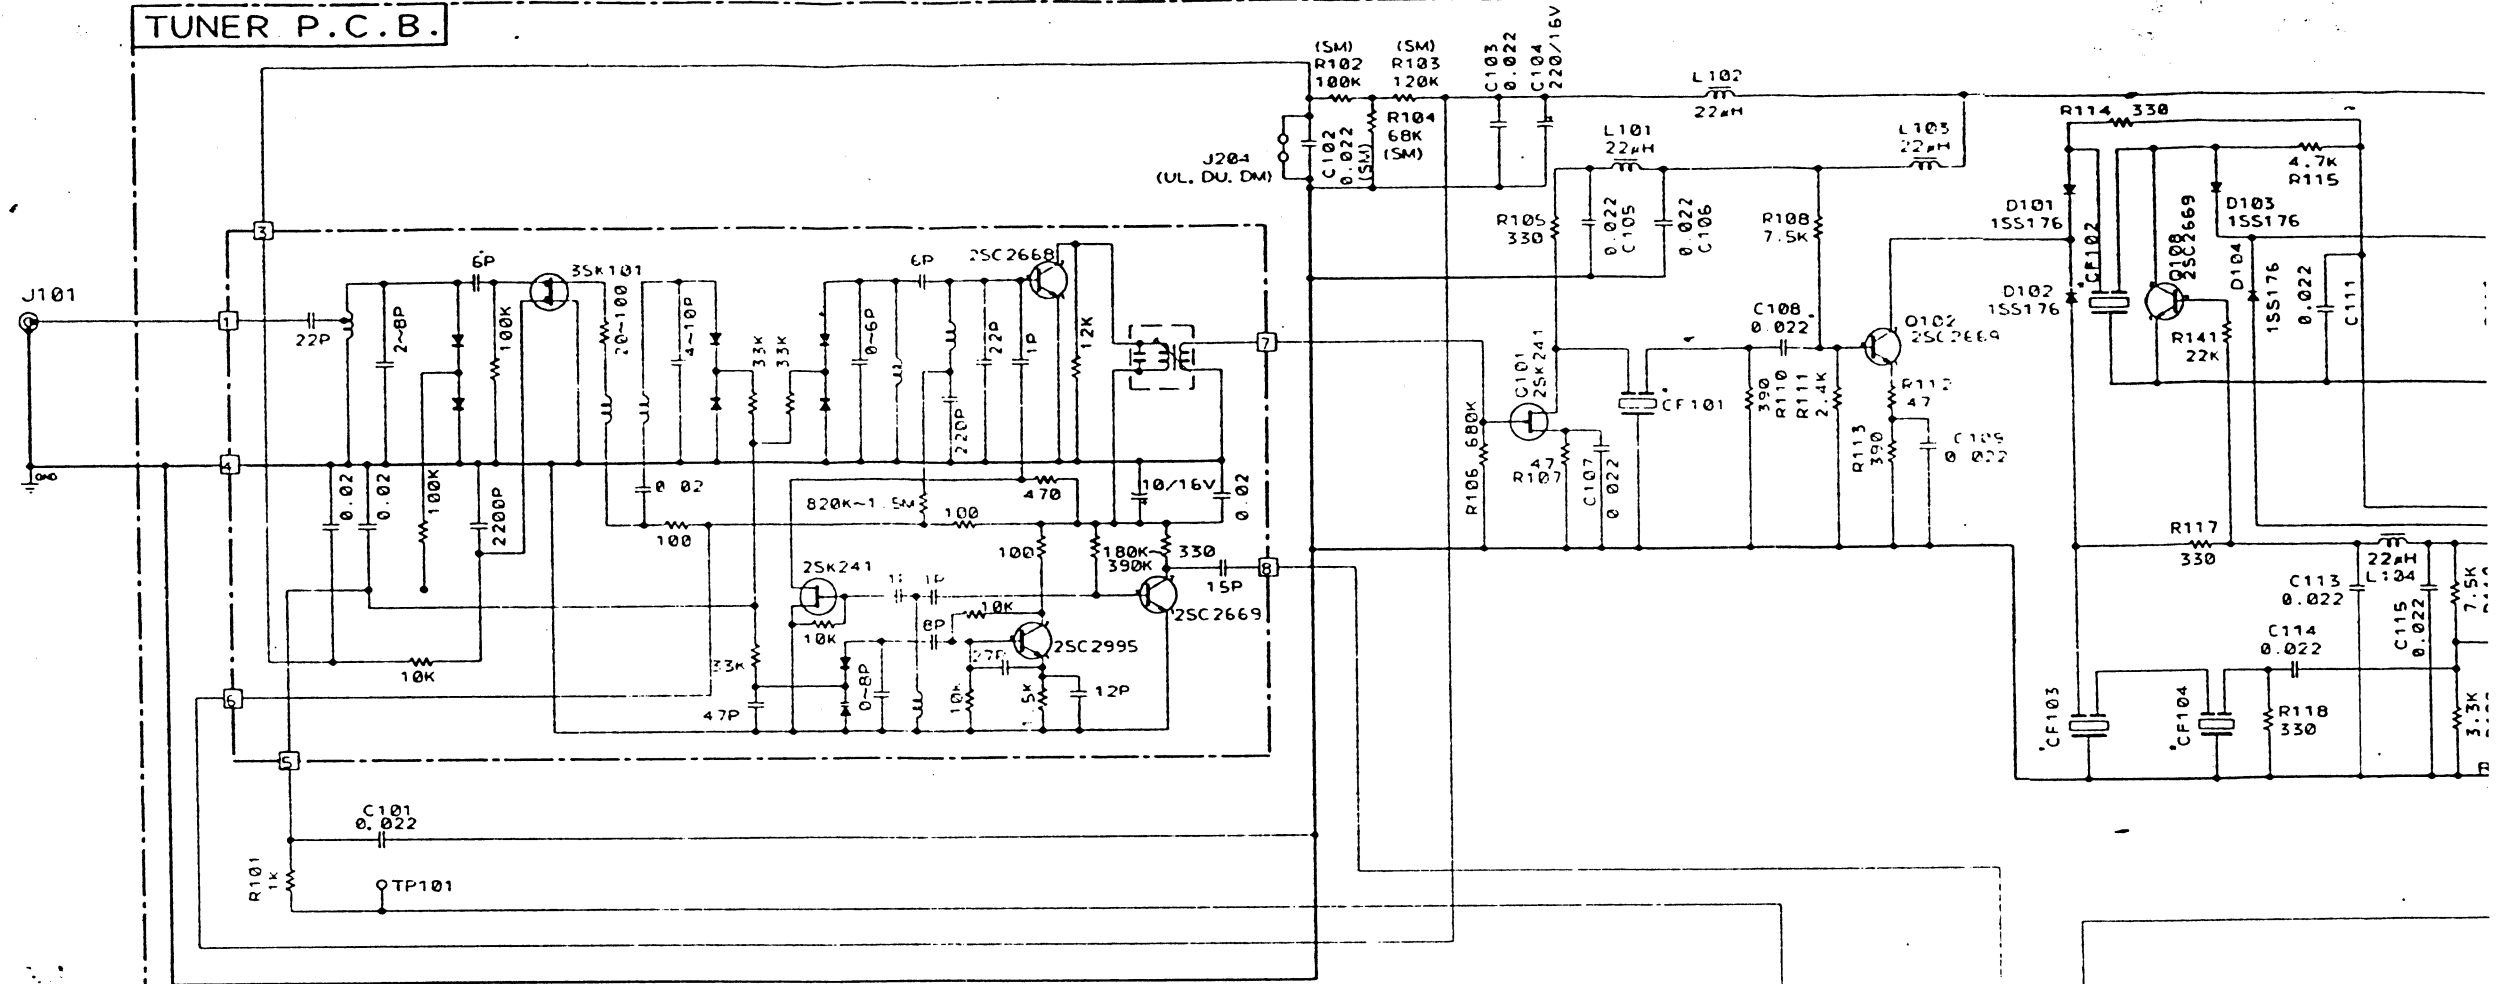 TUNER P.C.B.
(SM)
R102
100K
(SM)
R103
120K
C103
0.022
C104
220/16V
L102
22µH
R114 330
R104
68K
(SM)
C102
0.022
(SM)
J204
(UL. DU. DM)
L101
22µH
L103
22µH
4.7K
R115
D101
1SS176
D103
1SS176
CF102
Q108
2SC2669
R105
330
0.022
C105
0.022
C106
R108
7.5K
3
6P
3SK101
6P
2SC2668
D104
1SS176
0.022
C111
J101
1
22P
2~8P
100K
20~100
4~10P
33K
33K
0~6P
22P
1P
12K
7
D102
1SS176
C108
0.022
Q102
2SC2669
R141
22K
Q101
2SK241
CF101
390
R110
R111
2.4K
R112
47
220P
R106 680K
47
R107
C107
0.022
R113
390
C109
0.022
4
0.02
0.02
100K
2200P
0.02
820K~1.5M
470
10/16V
0.02
100
100
100
180K~
390K
330
15P
8
R117
330
22µH
L104
C113
0.022
C115
0.022
7.5K
2SK241
1P
10K
10K
2SC2669
8P
2SC2995
27P
C114
0.022
10K
33K
0~8P
10K
12P
47P
6
5
CF103
CF104
R118
330
3.3K
C101
0.022
R101
1K
TP101